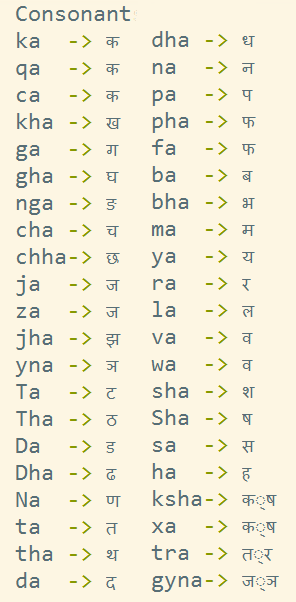 Consonant
ka -> क
qa -> क
ca -> क
kha -> ख
ga -> ग
gha -> घ
nga -> ङ
cha -> च
chha-> छ
ja -> ज
za -> ज
jha -> झ
yna -> ञ
Ta -> ट
Tha -> ठ
Da -> ड
Dha -> ढ
Na -> ण
ta -> त
tha -> थ
da -> द
dha -> ध
na -> न
pa -> प
pha -> फ
fa -> फ
ba -> ब
bha -> भ
ma -> म
ya -> य
ra -> र
la -> ल
va -> व
wa -> व
sha -> श
Sha -> ष
sa -> स
ha -> ह
ksha-> क◌्ष
xa -> क◌्ष
tra -> त◌्र
gyna-> ज◌्ञ